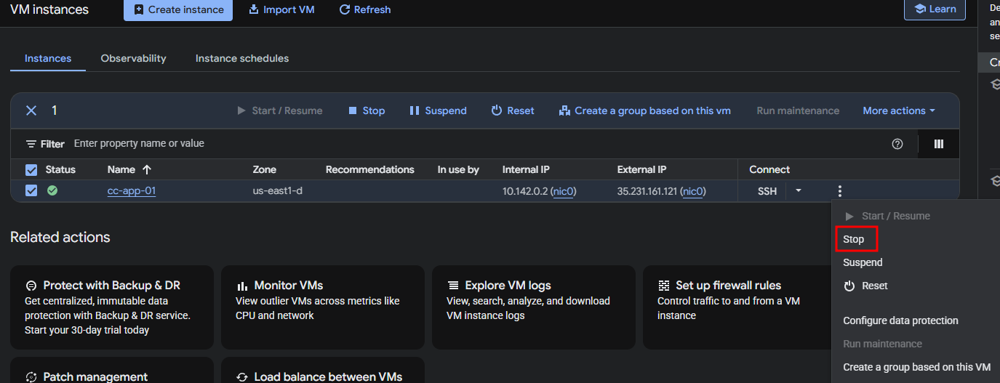 VM instances
Create instance
Import VM
Refresh
Learn
De
an
se
Instances
Observability
Instance schedules
Cr
1
Start / Resume
Stop
Suspend
Reset
Create a group based on this vm
Run maintenance
More actions
Filter
Enter property name or value
Status
Name
Zone
Recommendations
In use by
Internal IP
External IP
Connect
cc-app-01
us-east1-d
10.142.0.2 (nic0)
35.231.161.121 (nic0)
SSH
Start / Resume
Stop
Suspend
Reset
Configure data protection
Run maintenance
Create a group based on this VM
Related actions
Protect with Backup & DR
Get centralized, immutable data
protection with Backup & DR service.
Start your 30-day trial today
Monitor VMs
View outlier VMs across metrics like
CPU and network
Explore VM logs
View, search, analyze, and download
VM instance logs
Set up firewall rules
Control traffic to and from a VM
instance
Patch management
Load balance between VMs